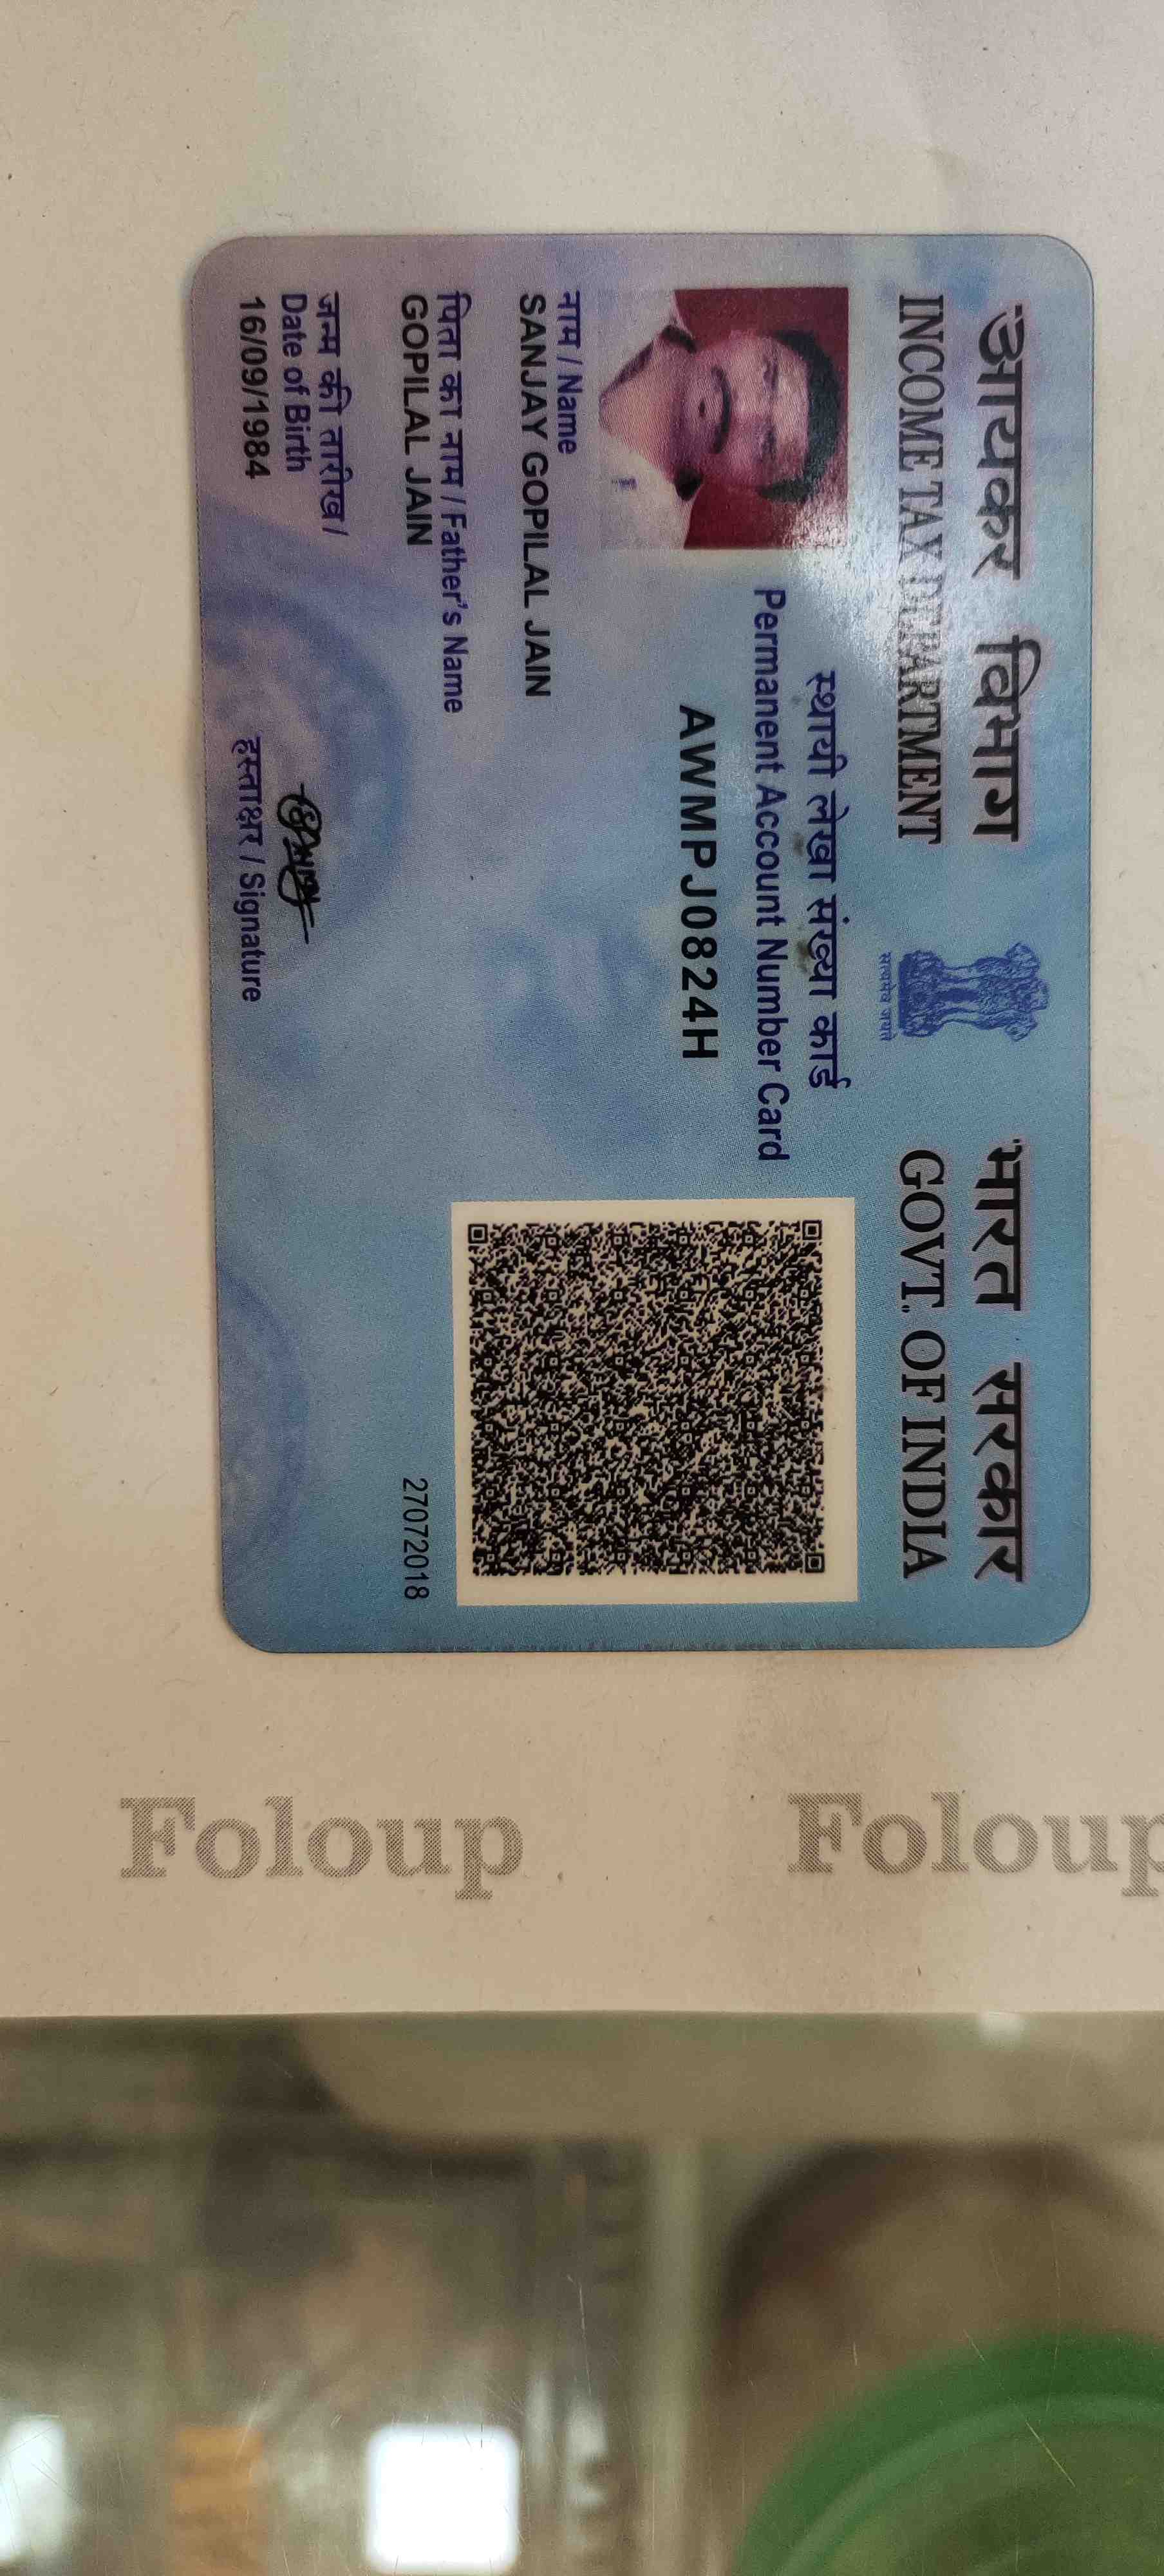 आयकर विभाग
INCOME TAX DEPARTMENT
सत्यमेव जयते
भारत सरकार
GOVT. OF INDIA
स्थायी लेखा संख्या कार्ड
Permanent Account Number Card
AWMPJ0824H
नाम / Name
SANJAY GOPILAL JAIN
पिता का नाम / Father's Name
GOPILAL JAIN
जन्म की तारीख /
Date of Birth
16/09/1984
हस्ताक्षर / Signature
27072018
Foloup
Foloup